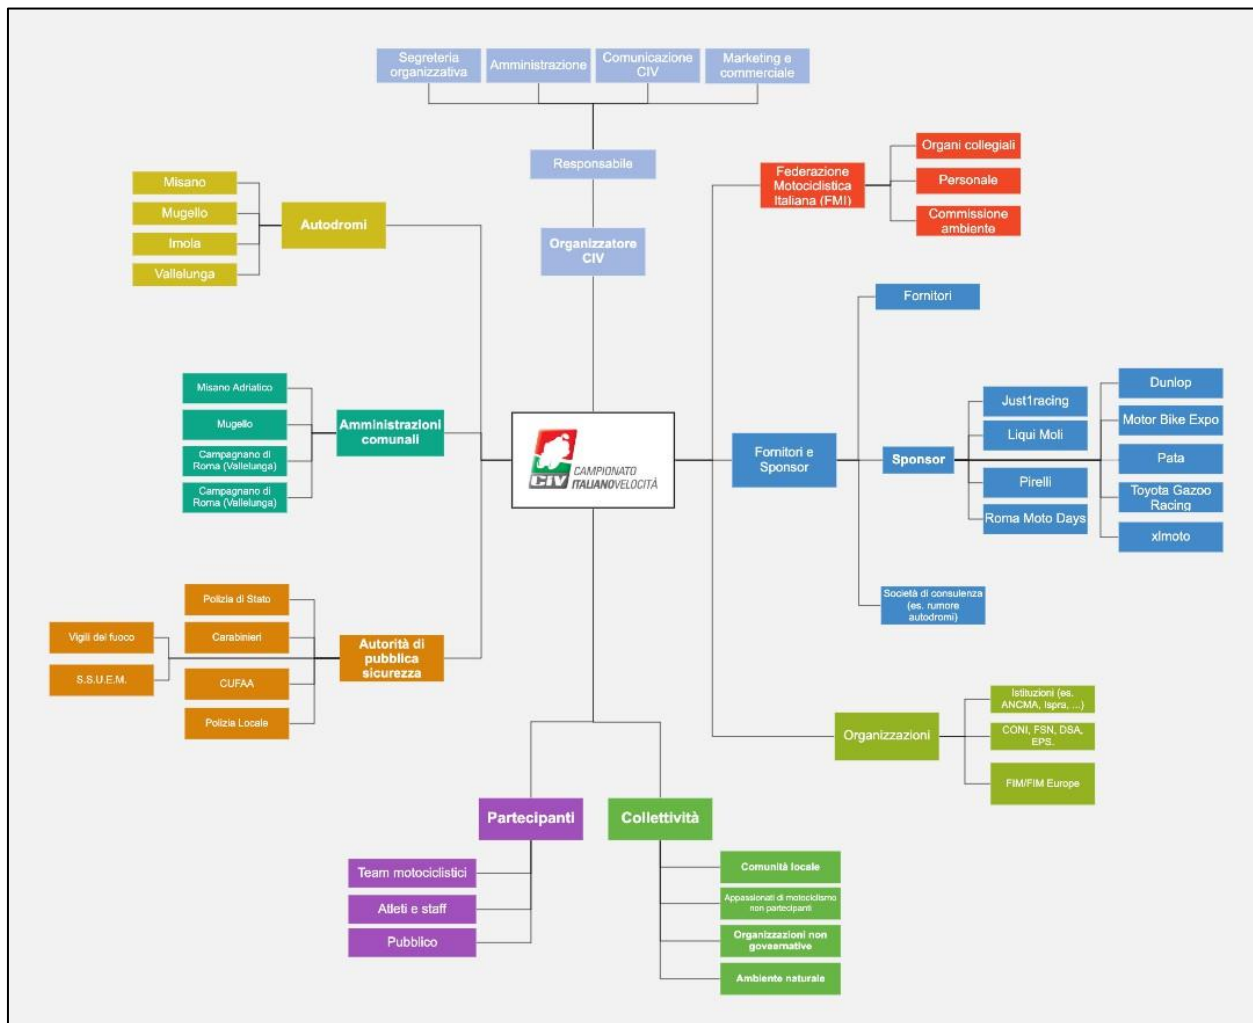 Segreteria
organizzativa
Amministrazione
Comunicazione
CIV
Marketing e
commerciale
Responsabile
Organizzatore
CIV
Misano
Mugello
Imola
Vallelunga
Autodromi
Federazione
Motociclistica
Italiana (FMI)
Organi collegiali
Personale
Commissione
ambiente
Misano Adriatico
Mugello
Campagnano di
Roma (Vallelunga)
Campagnano di
Roma (Vallelunga)
Amministrazioni
comunali
CIV
CAMPIONATO
ITALIANOVELOCITÀ
Fornitori e
Sponsor
Fornitori
Sponsor
Just1racing
Liqui Moli
Pirelli
Roma Moto Days
Dunlop
Motor Bike Expo
Pata
Toyota Gazoo
Racing
xlmoto
Società di consulenza
(es. rumore
autodromi)
Vigili del fuoco
S.S.U.E.M.
Polizia di Stato
Carabinieri
CUFAA
Polizia Locale
Autorità di
pubblica
sicurezza
Organizzazioni
Istituzioni (es.
ANCMA, Ispra, ...)
CONI, FSN, DSA,
EPS.
FIM/FIM Europe
Partecipanti
Team motociclistici
Atleti e staff
Pubblico
Collettività
Comunità locale
Appassionati di motociclismo
non partecipanti
Organizzazioni non
governative
Ambiente naturale